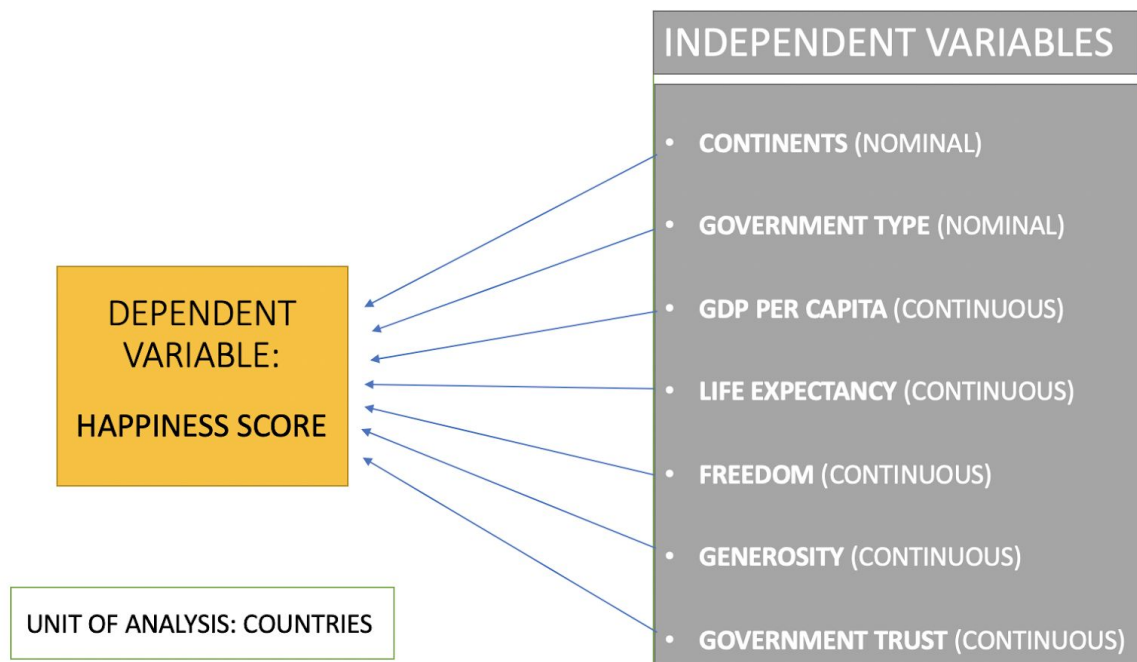 INDEPENDENT VARIABLES
• CONTINENTS (NOMINAL)
• GOVERNMENT TYPE (NOMINAL)
• GDP PER CAPITA (CONTINUOUS)
• LIFE EXPECTANCY (CONTINUOUS)
• FREEDOM (CONTINUOUS)
• GENEROSITY (CONTINUOUS)
• GOVERNMENT TRUST (CONTINUOUS)
DEPENDENT
VARIABLE:
HAPPINESS SCORE
UNIT OF ANALYSIS: COUNTRIES